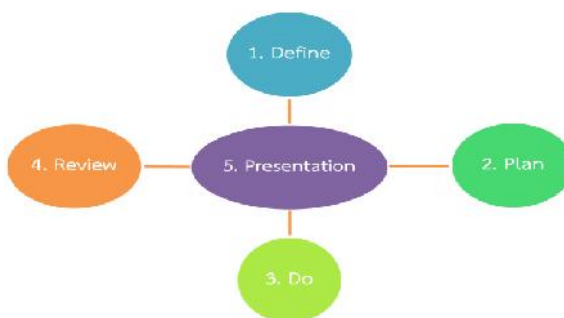 1. Define
4. Review
5. Presentation
2. Plan
3. Do